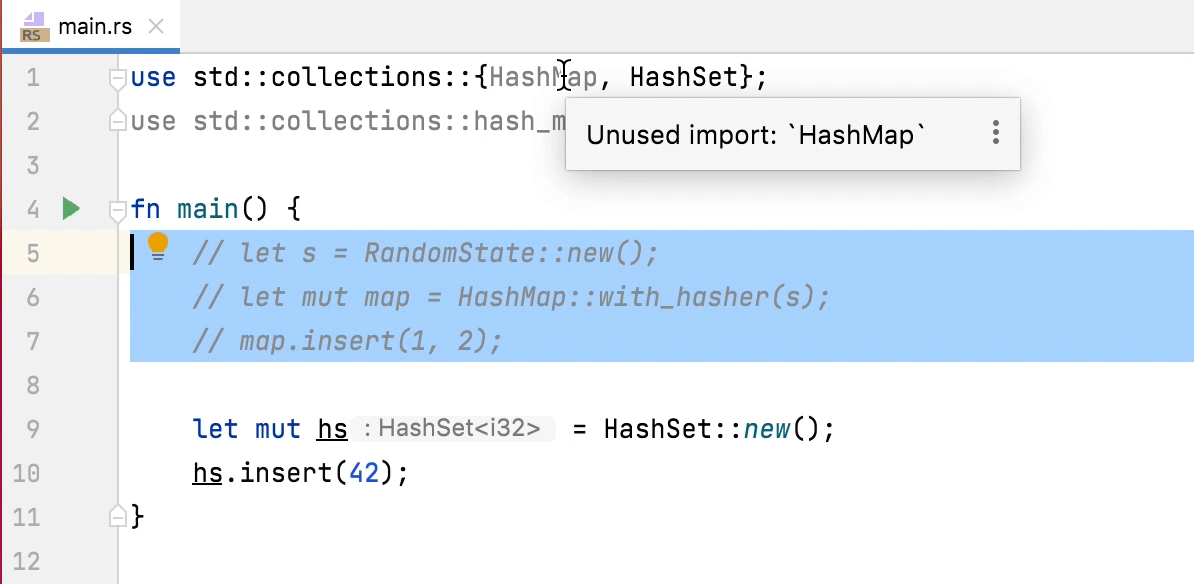 RS main.rs
1 use std::collections::{HashMap, HashSet};
2 use std::collections::hash_m
Unused import: `HashMap`
3
4 fn main() {
5 // let s = RandomState::new();
6 // let mut map = HashMap::with_hasher(s);
7 // map.insert(1, 2);
8
9 let mut hs : HashSet<i32> = HashSet::new();
10 hs.insert(42);
11 }
12